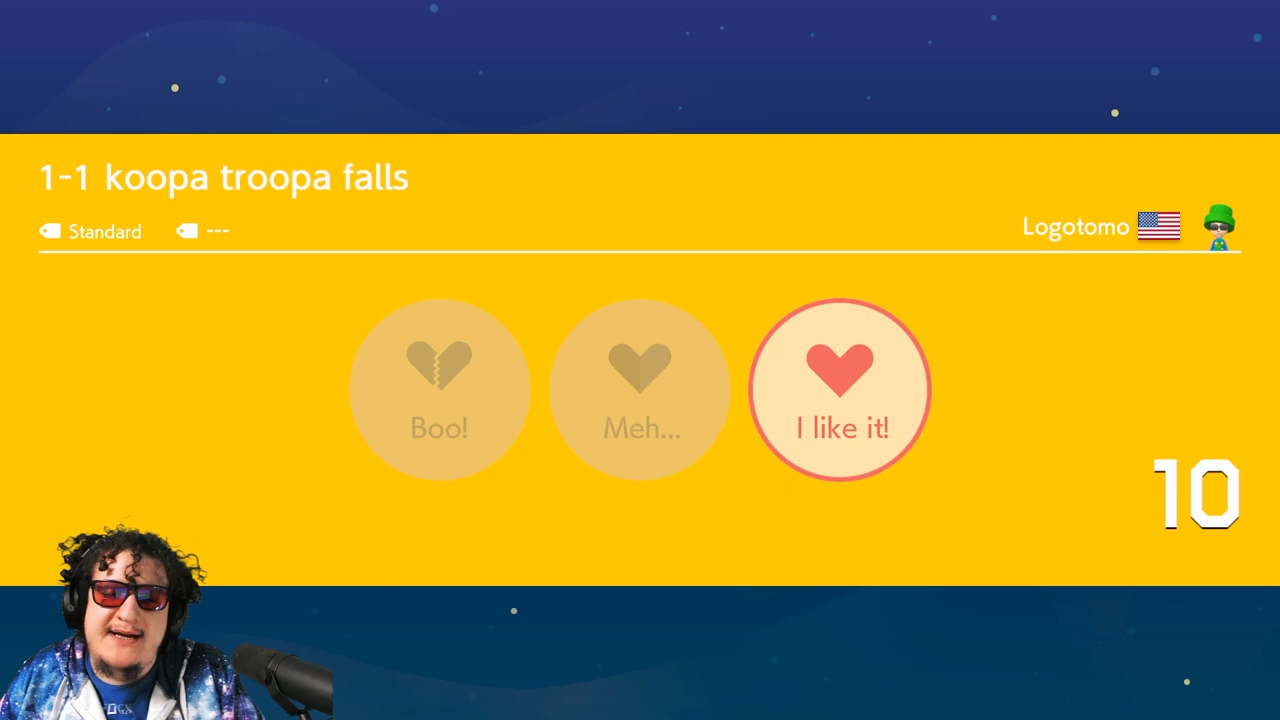 1-1 koopa troopa falls
Standard ---
Logotomo
Boo! Meh... I like it!
10